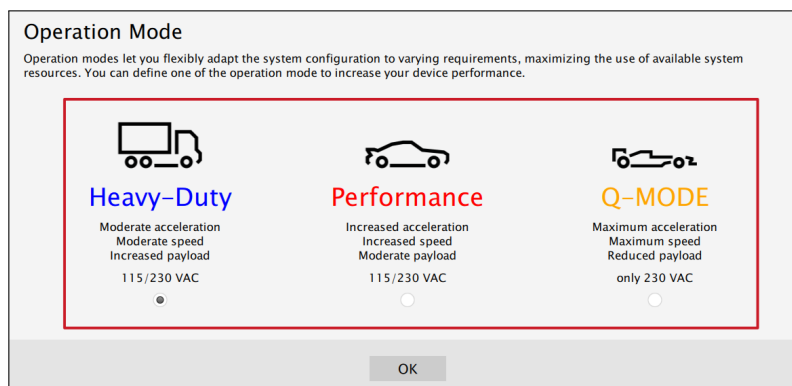 Operation Mode
Operation modes let you flexibly adapt the system configuration to varying requirements, maximizing the use of available system
resources. You can define one of the operation mode to increase your device performance.
Heavy-Duty
Moderate acceleration
Moderate speed
Increased payload
115/230 VAC
Performance
Increased acceleration
Increased speed
Moderate payload
115/230 VAC
Q-MODE
Maximum acceleration
Maximum speed
Reduced payload
only 230 VAC
OK